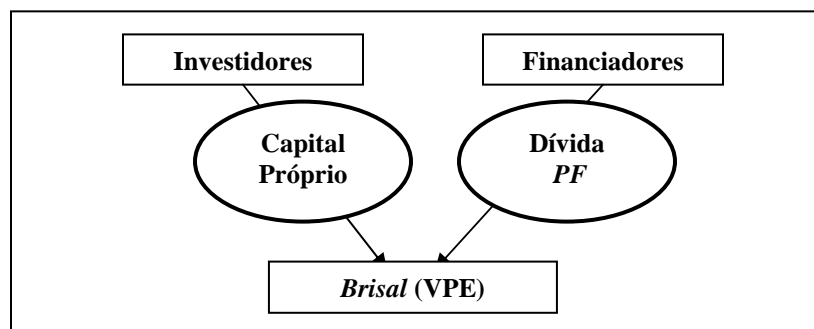 Investidores
Financiadores
Capital
Próprio
Dívida
PF
Brisal (VPE)